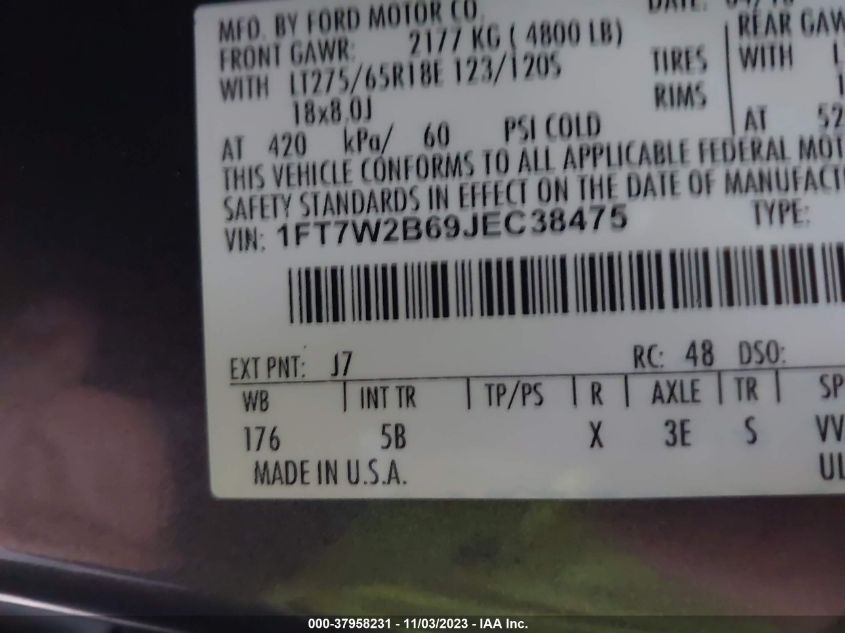 MFD. BY FORD MOTOR CO.
FRONT GAWR: 2177 KG ( 4800 LB) REAR GAW
WITH LT275/65R18E 123/120S TIRES WITH
18x8.0J RIMS
AT 420 kPa/ 60 PSI COLD AT 52
THIS VEHICLE CONFORMS TO ALL APPLICABLE FEDERAL MOT
SAFETY STANDARDS IN EFFECT ON THE DATE OF MANUFACT
VIN: 1FT7W2B69JEC38475 TYPE:
EXT PNT: J7 RC: 48 DSO:
WB INT TR TP/PS R AXLE TR SP
176 5B X 3E S VV
MADE IN U.S.A. UL
000-37958231 - 11/03/2023 - IAA Inc.